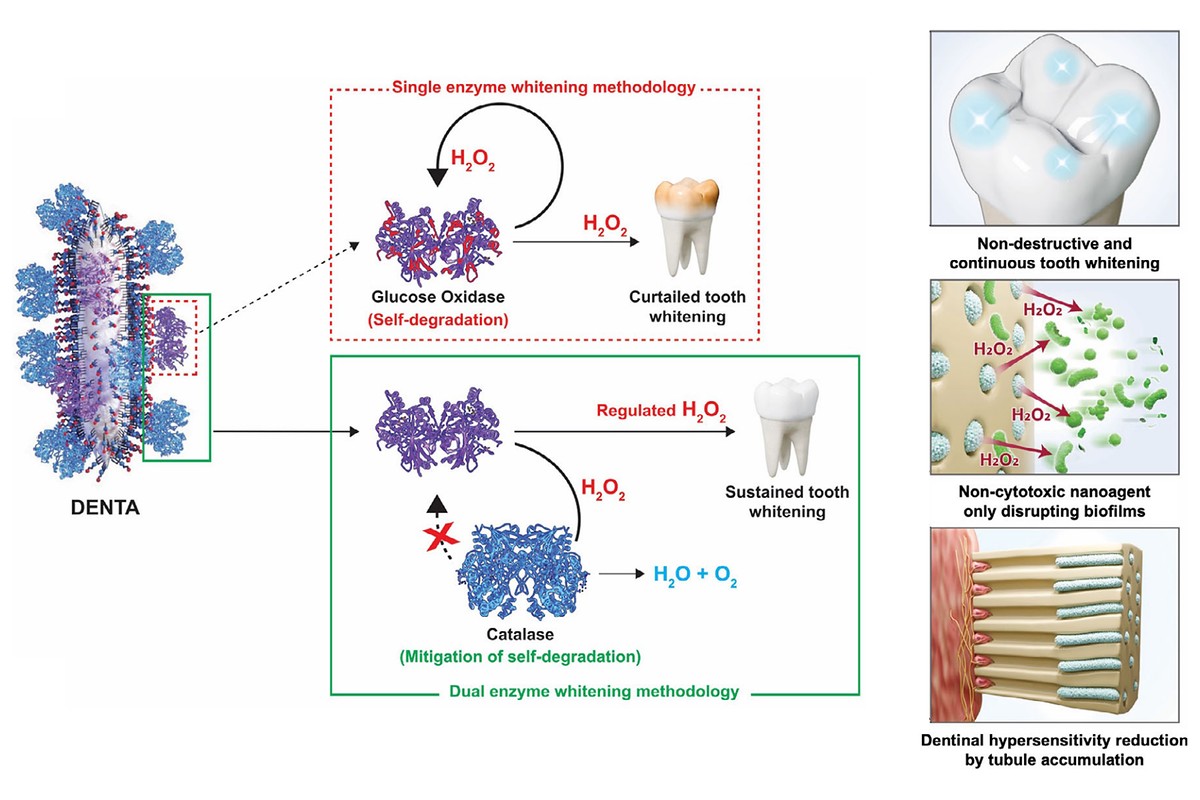 Single enzyme whitening methodology
H₂O₂
H₂O₂
Glucose Oxidase
(Self-degradation)
Curtailed tooth
whitening
DENTA
Regulated H₂O₂
Sustained tooth
whitening
H₂O₂
H₂O + O₂
Catalase
(Mitigation of self-degradation)
Dual enzyme whitening methodology
Non-destructive and
continuous tooth whitening
H₂O₂
H₂O₂
H₂O₂
H₂O₂
Non-cytotoxic nanoagent
only disrupting biofilms
Dentinal hypersensitivity reduction
by tubule accumulation